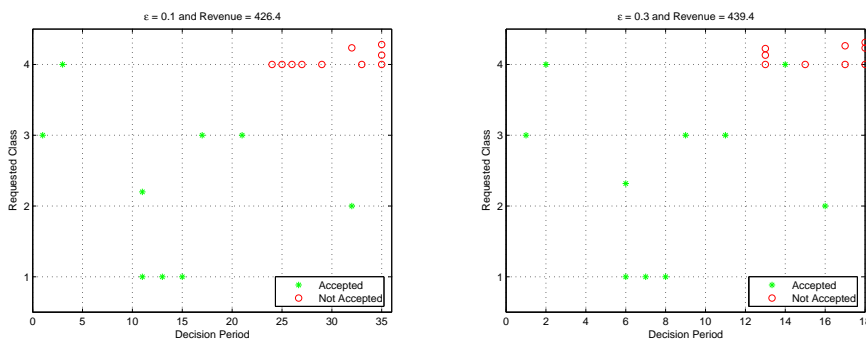 ε = 0.1 and Revenue = 426.4
4
3
2
1
Requested Class
Accepted
Not Accepted
0 5 10 15 20 25 30 35
Decision Period
ε = 0.3 and Revenue = 439.4
4
3
2
1
Requested Class
Accepted
Not Accepted
0 2 4 6 8 10 12 14 16 18
Decision Period